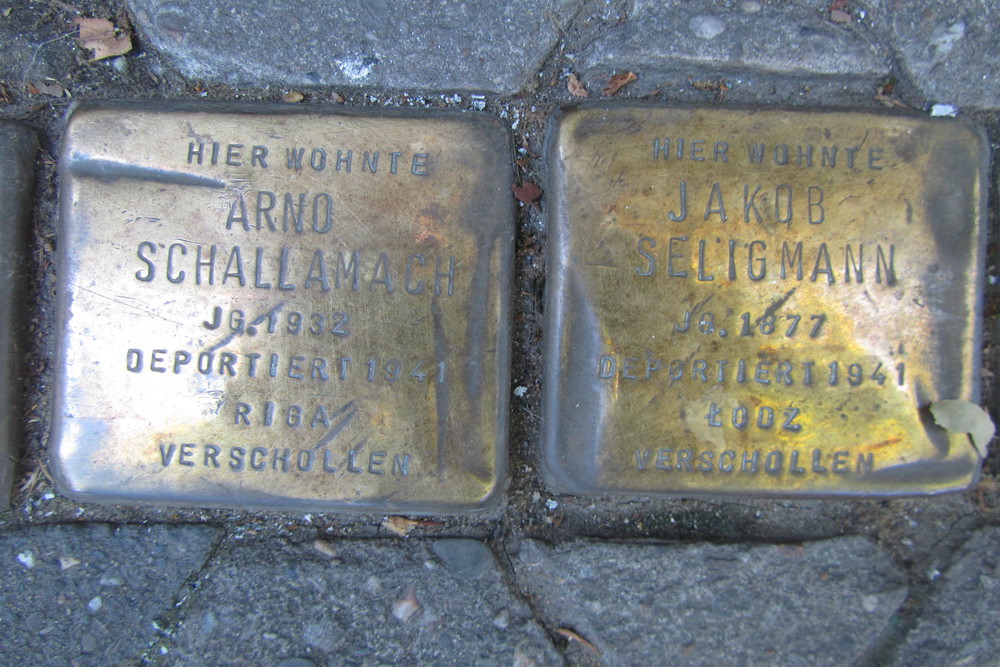 HIER WOHNTE
ARNO
SCHALLAMACH
JG. 1932
DEPORTIERT 1941
RIGA
VERSCHOLLEN
HIER WOHNTE
JAKOB
SELIGMANN
JG. 1877
DEPORTIERT 1941
ŁODZ
VERSCHOLLEN